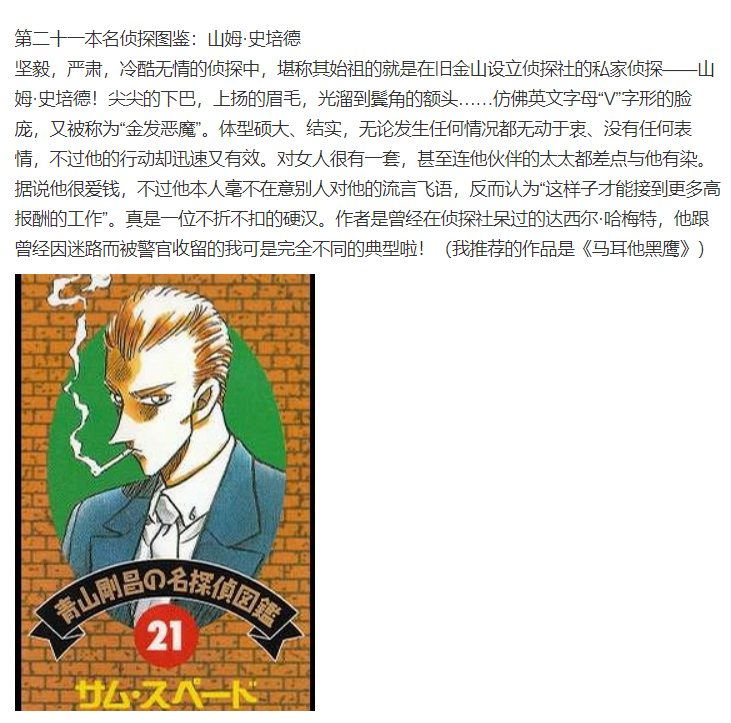 第二十一本名侦探图鉴：山姆·史培德
坚毅，严肃，冷酷无情的侦探中，堪称其始祖的就是在旧金山设立侦探社的私家侦探——山
姆·史培德！尖尖的下巴，上扬的眉毛，光溜到鬓角的额头……仿佛英文字母“V”字形的脸
庞，又被称为“金发恶魔”。体型硕大、结实，无论发生任何情况都无动于衷、没有任何表
情，不过他的行动却迅速又有效。对女人很有一套，甚至连他伙伴的太太都差点与他有染。
据说他很爱钱，不过他本人毫不在意别人对他的流言飞语，反而认为“这样子才能接到更多高
报酬的工作”。真是一位不折不扣的硬汉。作者是曾经在侦探社呆过的达西尔·哈梅特，他跟
曾经因迷路而被警官收留的我可是完全不同的典型啦！（我推荐的作品是《马耳他黑鹰》）
青山剛昌の名探偵図鑑
21
サム・スペード